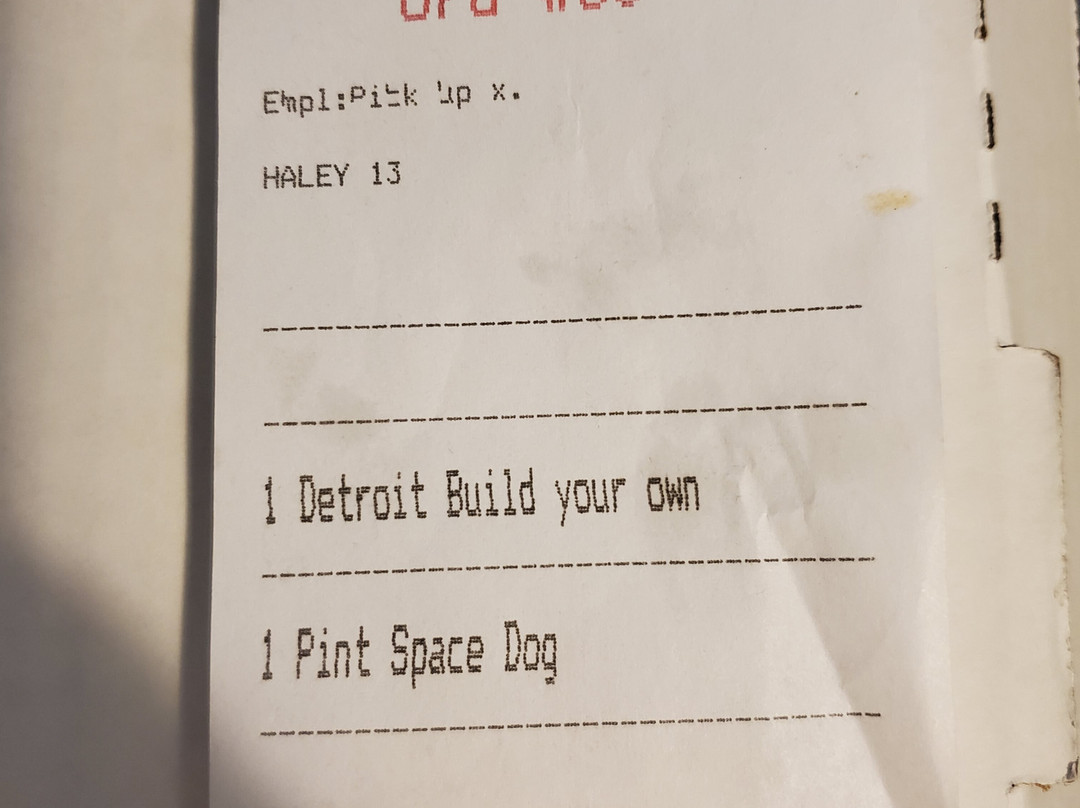 Empl:Pick Up x.
HALEY 13
1 Detroit Build your own
1 Pint Space Dog